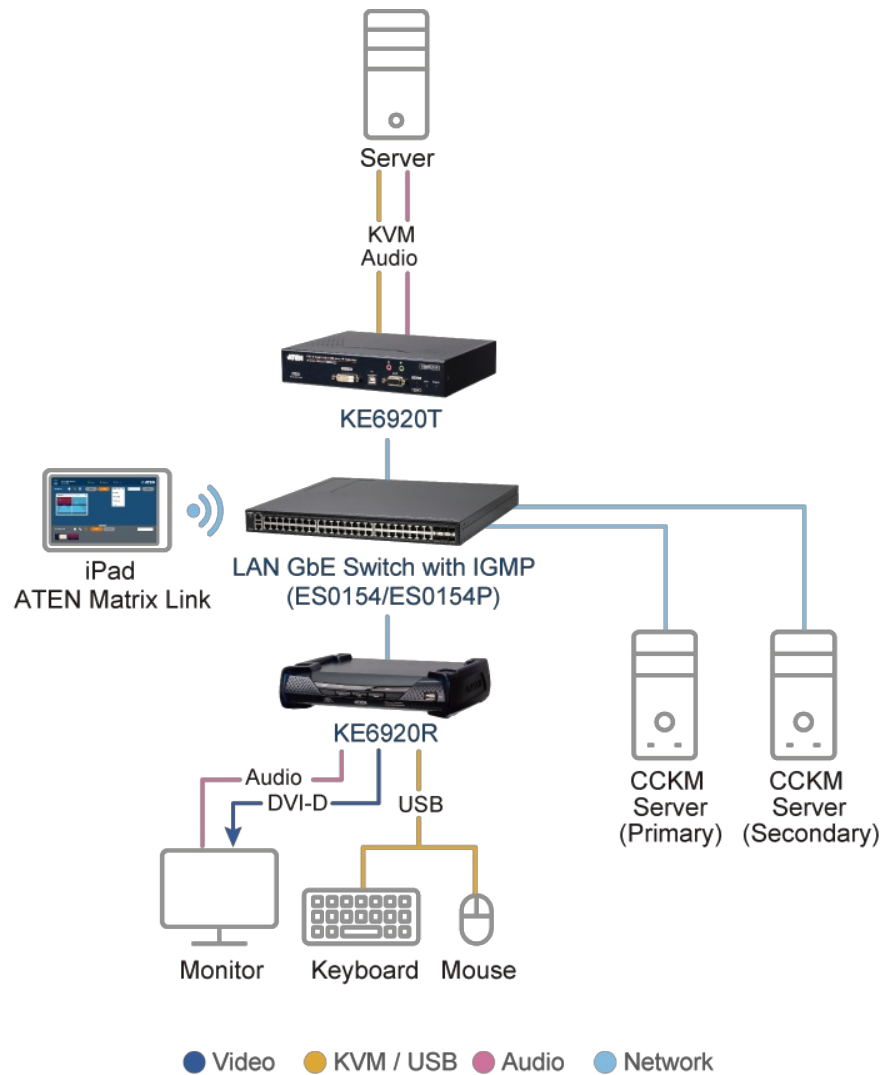 Server
KVM
Audio
ATEN
KE6920T
iPad
ATEN Matrix Link
LAN GbE Switch with IGMP
(ES0154/ES0154P)
KE6920R
Audio
DVI-D
USB
CCKM
Server
(Primary)
CCKM
Server
(Secondary)
Monitor
Keyboard
Mouse
Video
KVM / USB
Audio
Network